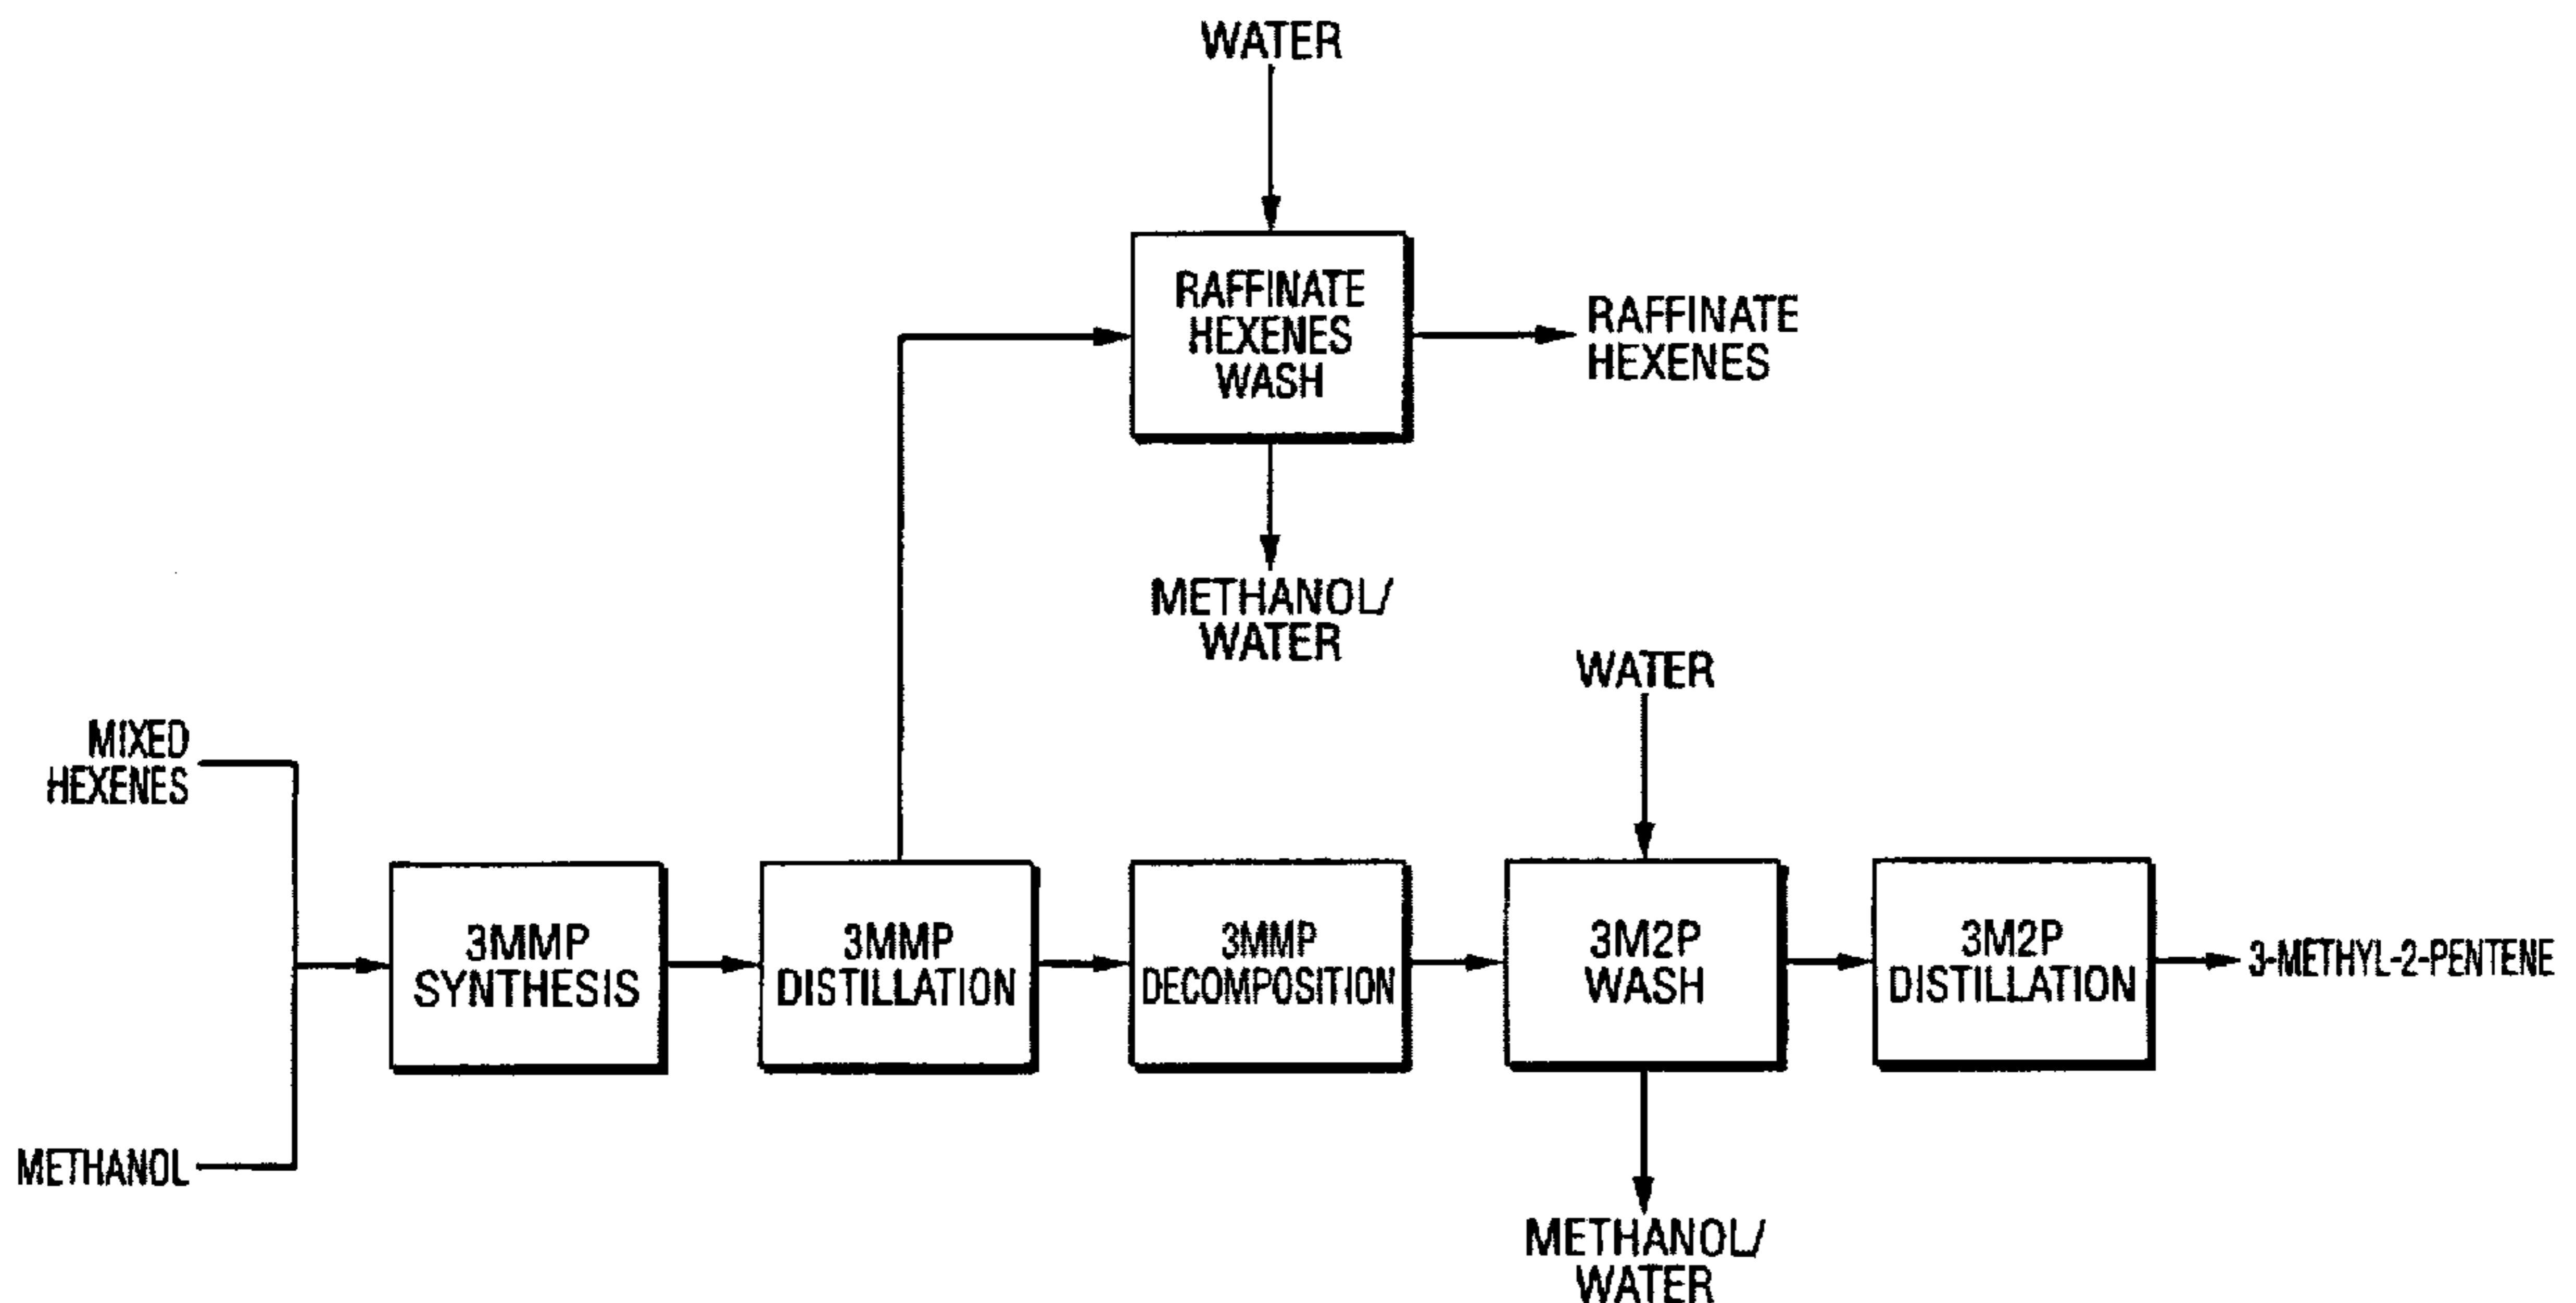 WATER
RAFFINATE
HEXENES
WASH
RAFFINATE
HEXENES
METHANOL/
WATER
WATER
MIXED
HEXENES
METHANOL
3MMP
SYNTHESIS
3MMP
DISTILLATION
3MMP
DECOMPOSITION
3M2P
WASH
3M2P
DISTILLATION
3-METHYL-2-PENTENE
METHANOL/
WATER